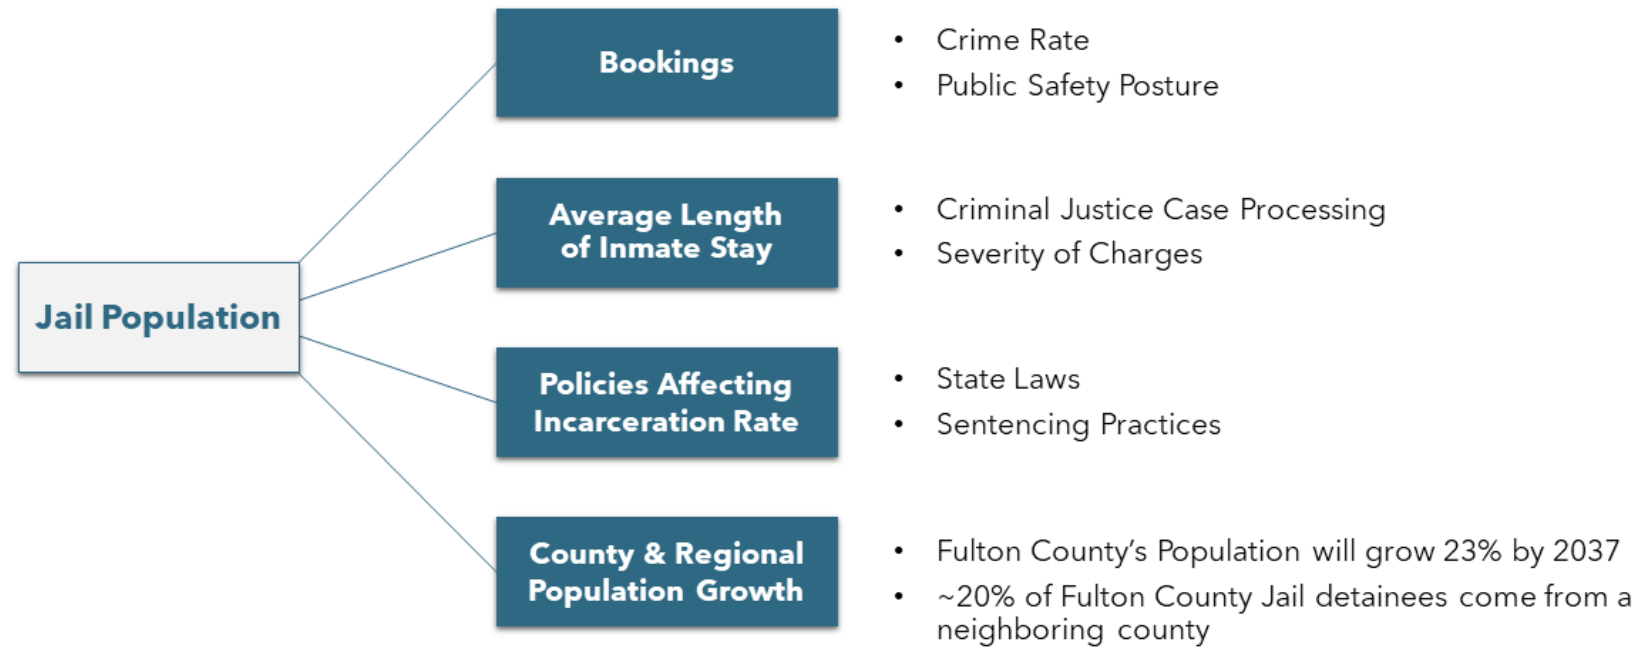 Bookings
• Crime Rate
• Public Safety Posture
Average Length
of Inmate Stay
• Criminal Justice Case Processing
• Severity of Charges
Jail Population
Policies Affecting
Incarceration Rate
• State Laws
• Sentencing Practices
County & Regional
Population Growth
• Fulton County’s Population will grow 23% by 2037
• ~20% of Fulton County Jail detainees come from a
neighboring county